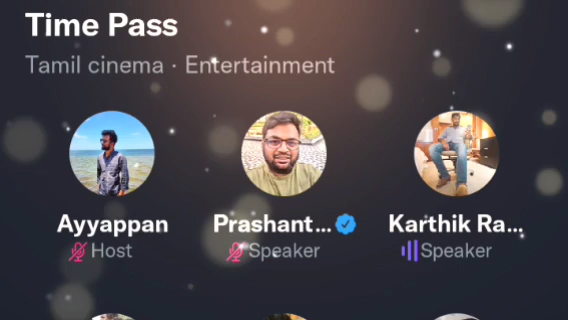 Time Pass
Tamil cinema · Entertainment
Ayyappan Prashant... Karthik Ra...
Host Speaker Speaker